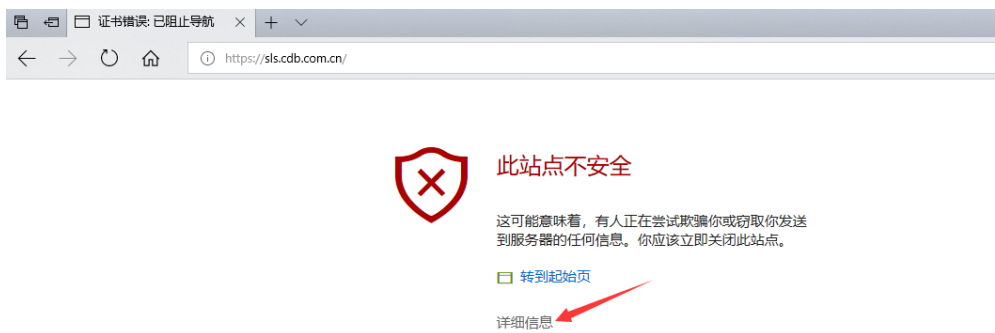 证书错误: 已阻止导航
https://sls.cdb.com.cn/
此站点不安全
这可能意味着，有人正在尝试欺骗你或窃取你发送
到服务器的任何信息。你应该立即关闭此站点。
转到起始页
详细信息